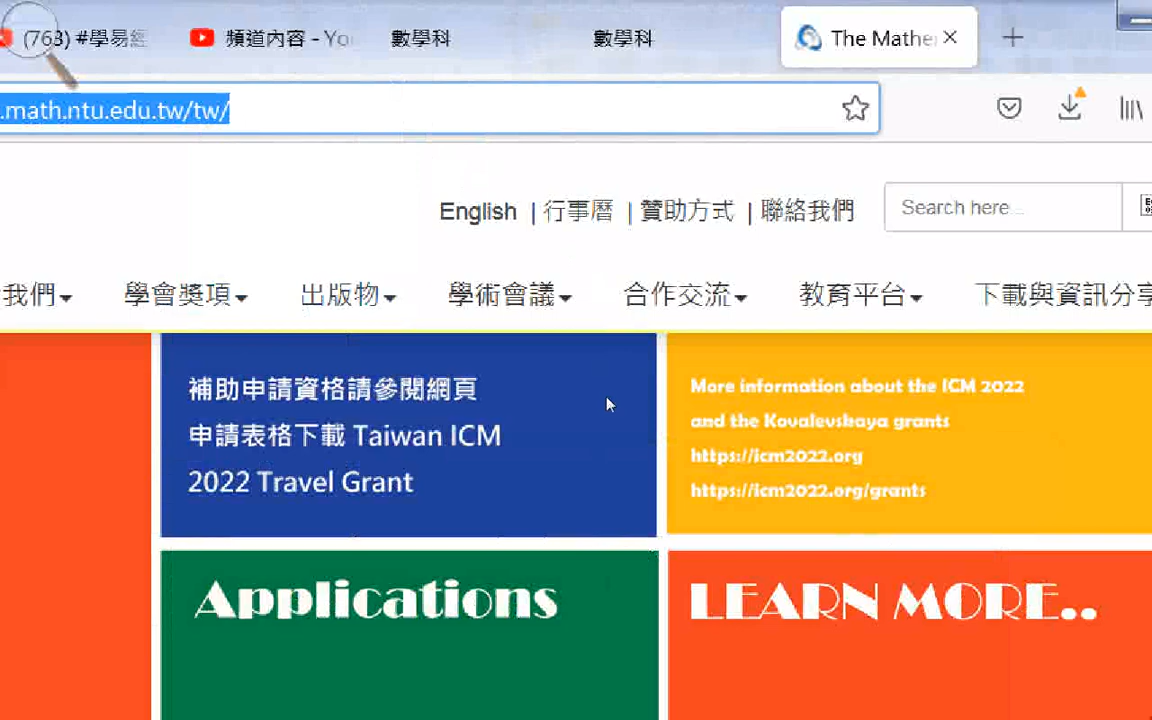 (763) #學易經
頻道內容 - Yo
數學科
數學科
The Mathe
.math.ntu.edu.tw/tw/
English | 行事曆 | 贊助方式 | 聯絡我們
Search here ...
我們 學會獎項 出版物 學術會議 合作交流 教育平台 下載與資訊分享
補助申請資格請參閱網頁
申請表格下載 Taiwan ICM
2022 Travel Grant
More information about the ICM 2022
and the Kovalevskaya grants
https://icm2022.org
https://icm2022.org/grants
Applications
LEARN MORE..